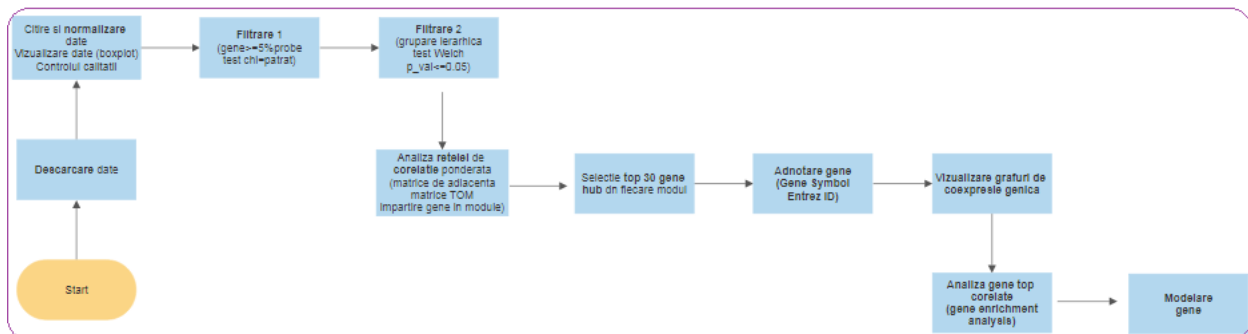 Citire si normalizare
date
Vizualizare date (boxplot)
Controlul calitatii
Filtrare 1
(gene>=5%probe
test chi=patrat)
Filtrare 2
(grupare ierarhica
test Welch
p_val<=0.05)
Descarcare date
Start
Analiza retelei de
corelatie ponderata
(matrice de adiacenta
matrice TOM
impartire gene in module)
Selectie top 30 gene
hub dn fiecare modul
Adnotare gene
(Gene Symbol
Entrez ID)
Vizualizare grafuri de
coexpresie genica
Analiza gene top
corelate
(gene enrichment
analysis)
Modelare
gene